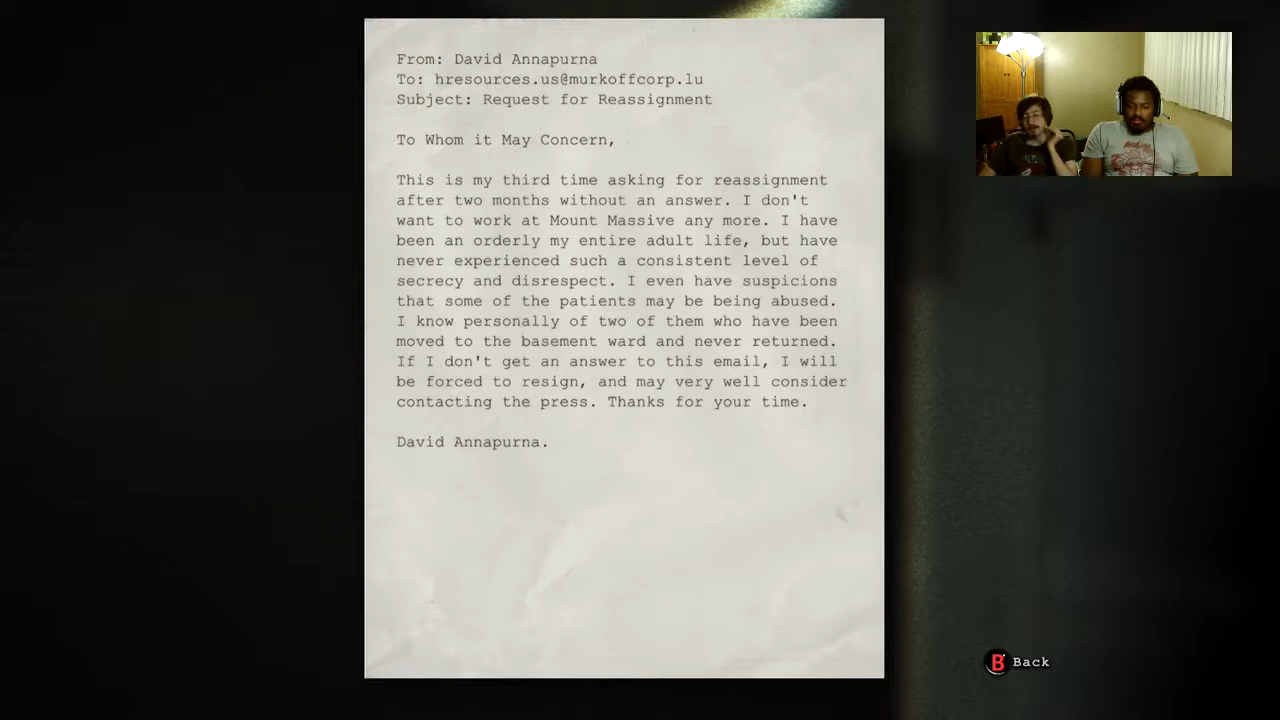 From: David Annapurna
To: hresources.us@murkoffcorp.lu
Subject: Request for Reassignment
To Whom it May Concern,
This is my third time asking for reassignment
after two months without an answer. I don't
want to work at Mount Massive any more. I have
been an orderly my entire adult life, but have
never experienced such a consistent level of
secrecy and disrespect. I even have suspicions
that some of the patients may be being abused.
I know personally of two of them who have been
moved to the basement ward and never returned.
If I don't get an answer to this email, I will
be forced to resign, and may very well consider
contacting the press. Thanks for your time.
David Annapurna.
B Back